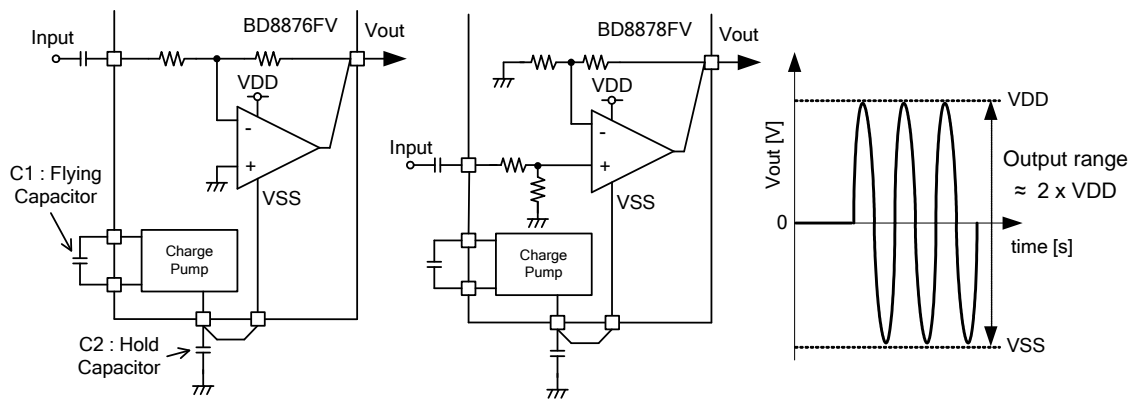 BD8876FV
Input
Vout
VDD
-
+
VSS
C1 : Flying
Capacitor
Charge
Pump
C2 : Hold
Capacitor
BD8878FV
Vout
VDD
-
+
Input
VSS
Charge
Pump
Vout [V]
0
VDD
Output range
≈ 2 x VDD
time [s]
VSS